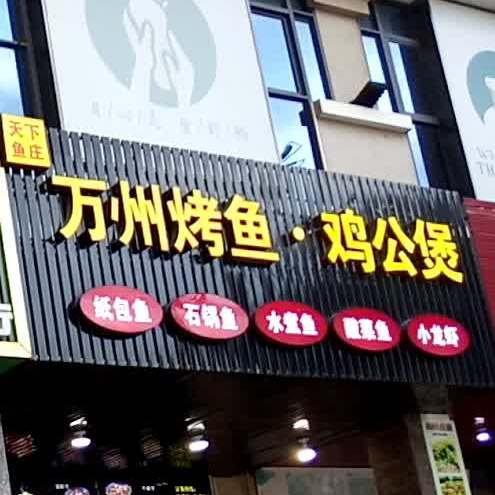 天下
鱼庄
万州烤鱼·鸡公煲
纸包鱼
石锅鱼
水煮鱼
酸菜鱼
小龙虾